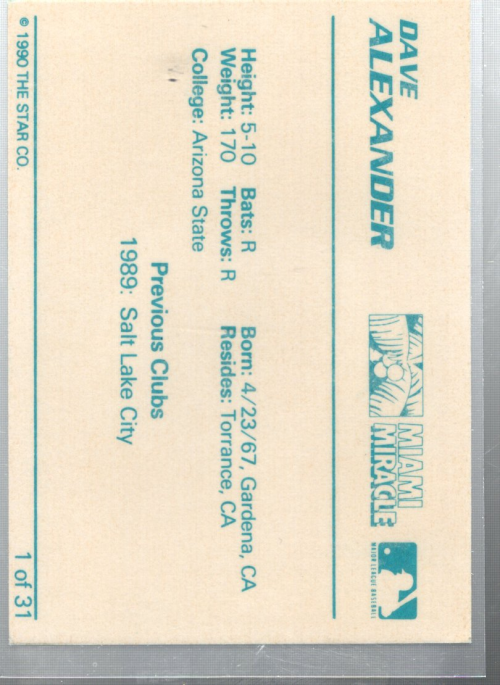 DAVE
ALEXANDER
MIAMI
MIRACLE
MAJOR LEAGUE BASEBALL
Height: 5-10 Bats: R Born: 4/23/67, Gardena, CA
Weight: 170 Throws: R Resides: Torrance, CA
College: Arizona State
Previous Clubs
1989: Salt Lake City
© 1990 THE STAR CO.
1 of 31